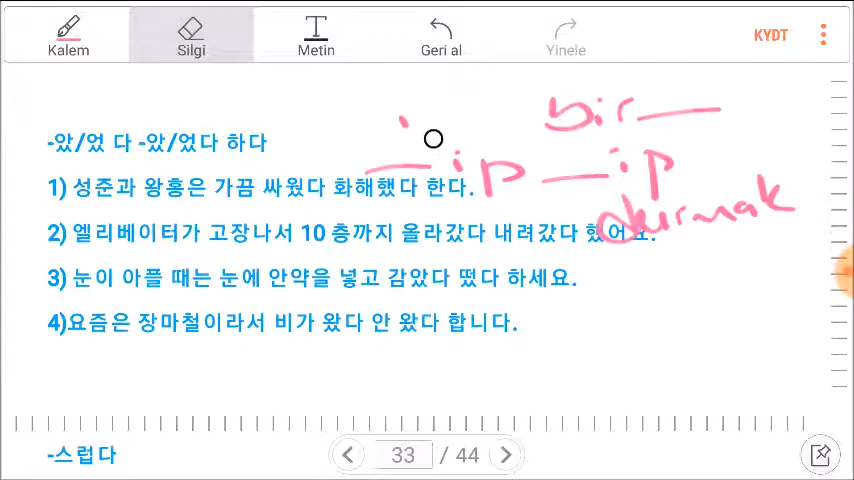 Kalem Silgi Metin Geri al Yinele KYDT
bir
-았/었 다 -았/었다 하다
ip ip
1) 성준과 왕홍은 가끔 싸웠다 화해했다 한다.
durmak
2) 엘리베이터가 고장나서 10 층까지 올라갔다 내려갔다 했어요.
3) 눈이 아플 때는 눈에 안약을 넣고 감았다 떴다 하세요.
4)요즘은 장마철이라서 비가 왔다 안 왔다 합니다.
-스럽다
33 / 44